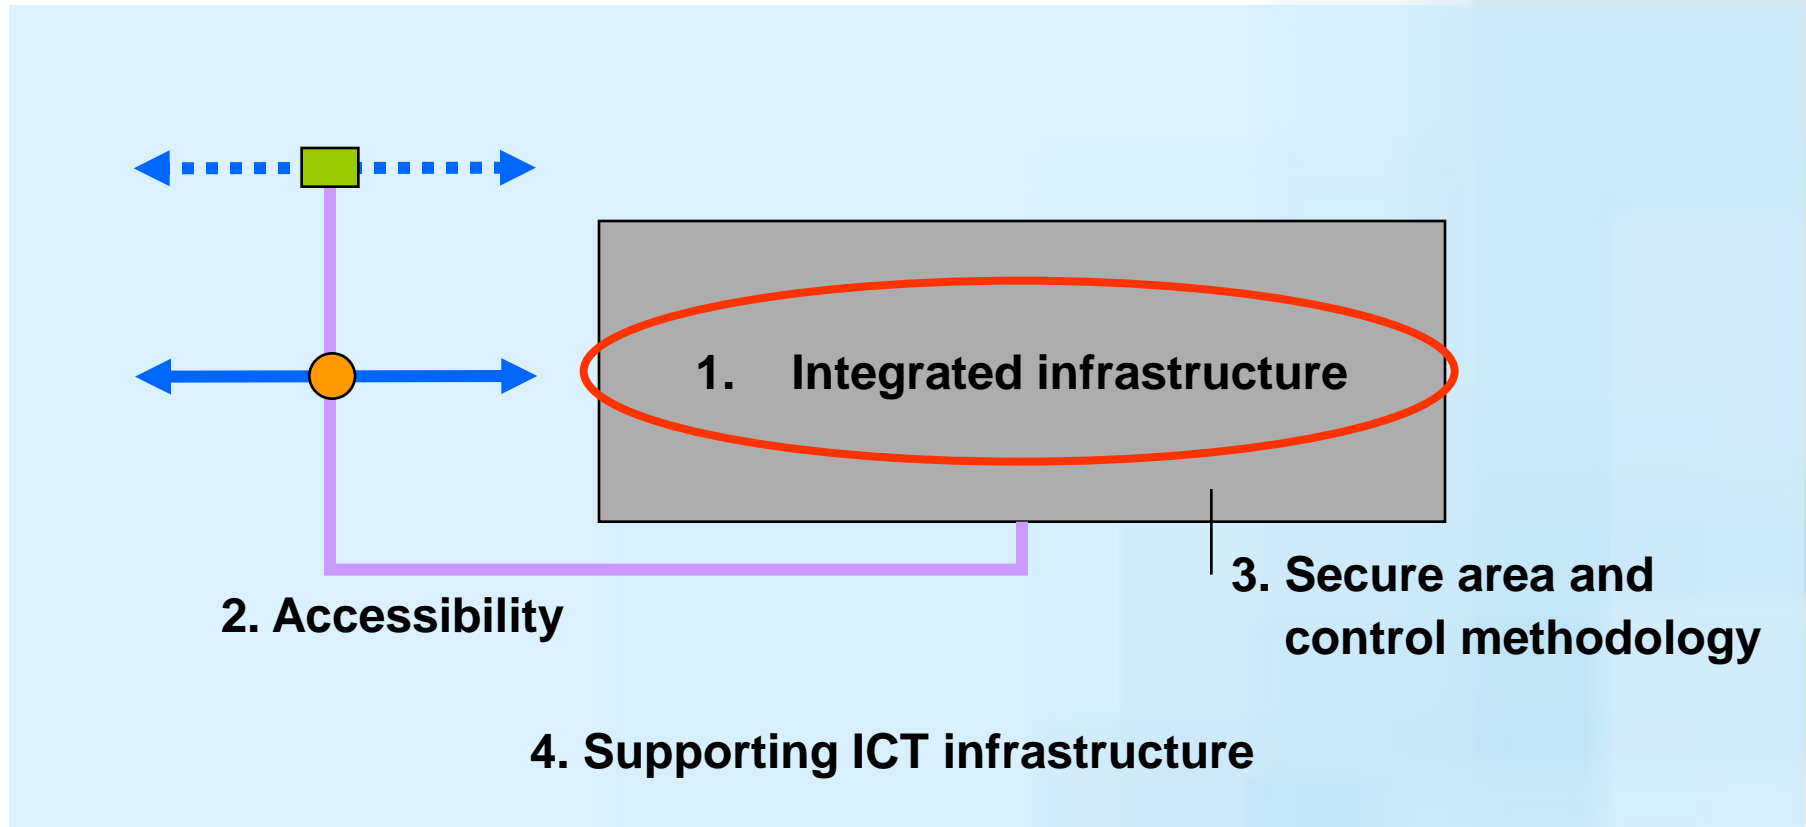 1. Integrated infrastructure
2. Accessibility
3. Secure area and
control methodology
4. Supporting ICT infrastructure